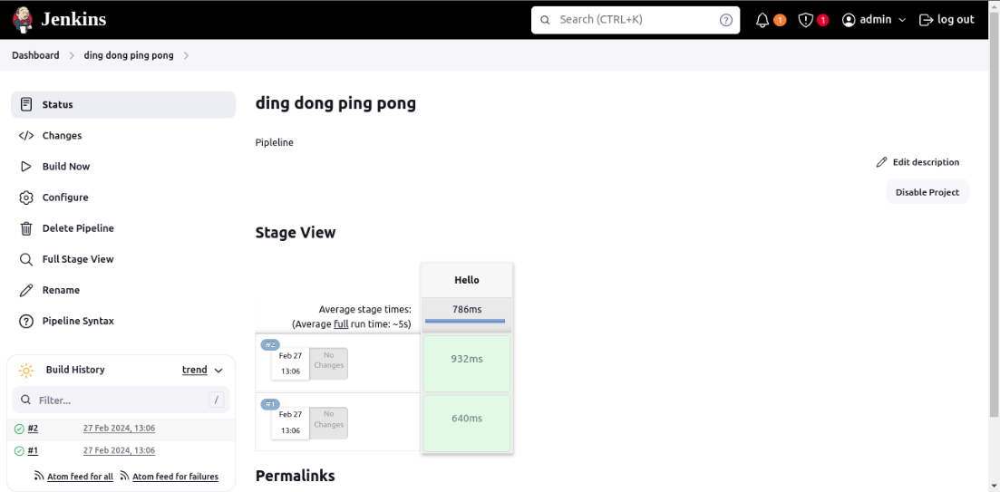 Jenkins
Search (CTRL+K)
?
1
1
admin
log out
Dashboard
ding dong ping pong
Status
Changes
Build Now
Configure
Delete Pipeline
Full Stage View
Rename
Pipeline Syntax
Build History
trend
Filter...
/
#2
27 Feb 2024, 13:06
#1
27 Feb 2024, 13:06
Atom feed for all
Atom feed for failures
ding dong ping pong
Pipleline
Edit description
Disable Project
Stage View
Hello
Average stage times:
786ms
(Average full run time: ~5s)
#2
Feb 27
13:06
No
Changes
932ms
#1
Feb 27
13:06
No
Changes
640ms
Permalinks